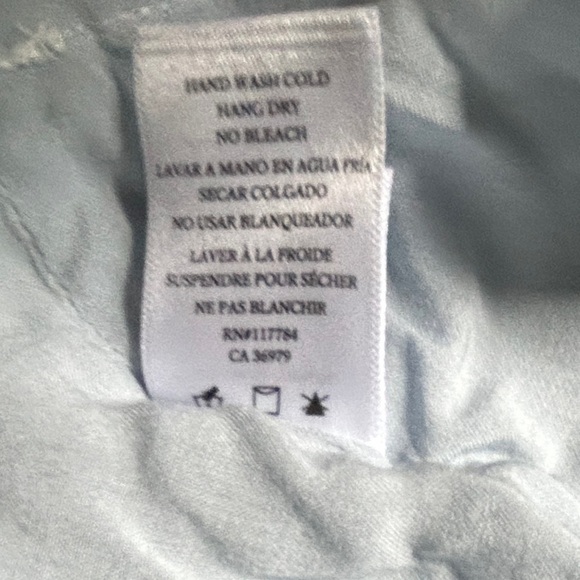 HAND WASH COLD
HANG DRY
NO BLEACH
LAVAR A MANO EN AGUA FRÍA
SECAR COLGADO
NO USAR BLANQUEADOR
LAVER À LA FROIDE
SUSPENDRE POUR SÉCHER
NE PAS BLANCHIR
RN#117784
CA 36979